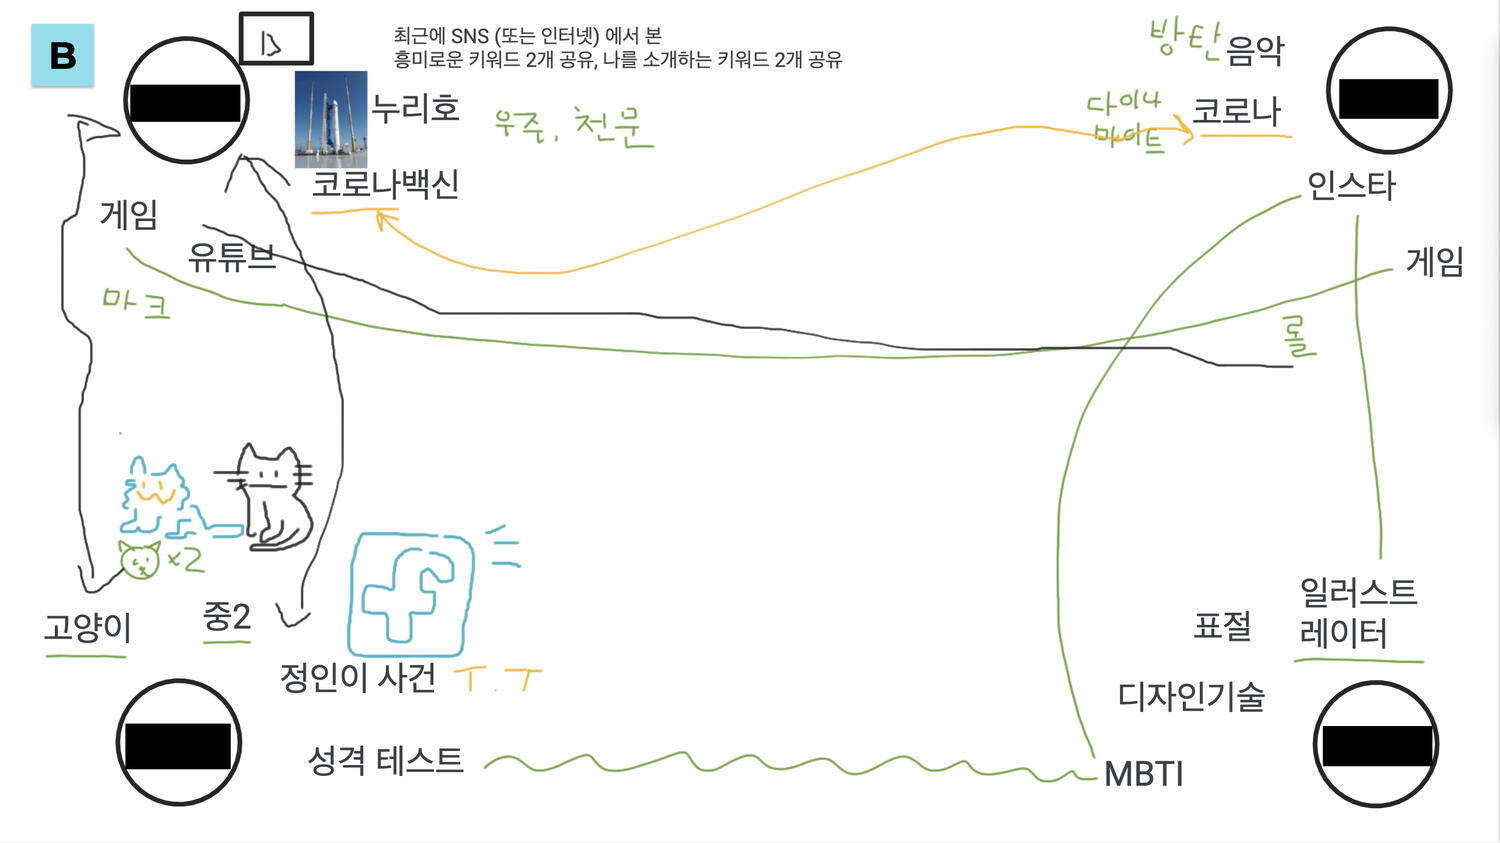 B
B
최근에 SNS (또는 인터넷) 에서 본
흥미로운 키워드 2개 공유, 나를 소개하는 키워드 2개 공유
누리호
우주, 천문
코로나백신
게임
유튜브
마크
방탄 음악
다이나
마이트
코로나
인스타
게임
롤
×2
고양이
중2
f
정인이 사건 T.T
성격 테스트
일러스트
레이터
표절
디자인기술
MBTI